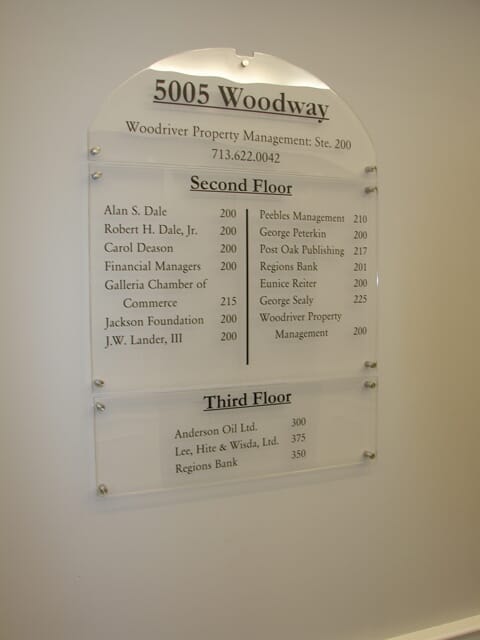 5005 Woodway
Woodriver Property Management: Ste. 200
713.622.0042
Second Floor
Alan S. Dale 200
Robert H. Dale, Jr. 200
Carol Deason 200
Financial Managers 200
Galleria Chamber of
Commerce 215
Jackson Foundation 200
J.W. Lander, III 200
Peebles Management 210
George Peterkin 200
Post Oak Publishing 217
Regions Bank 201
Eunice Reiter 200
George Sealy 225
Woodriver Property
Management 200
Third Floor
Anderson Oil Ltd. 300
Lee, Hite & Wisda, Ltd. 375
Regions Bank 350